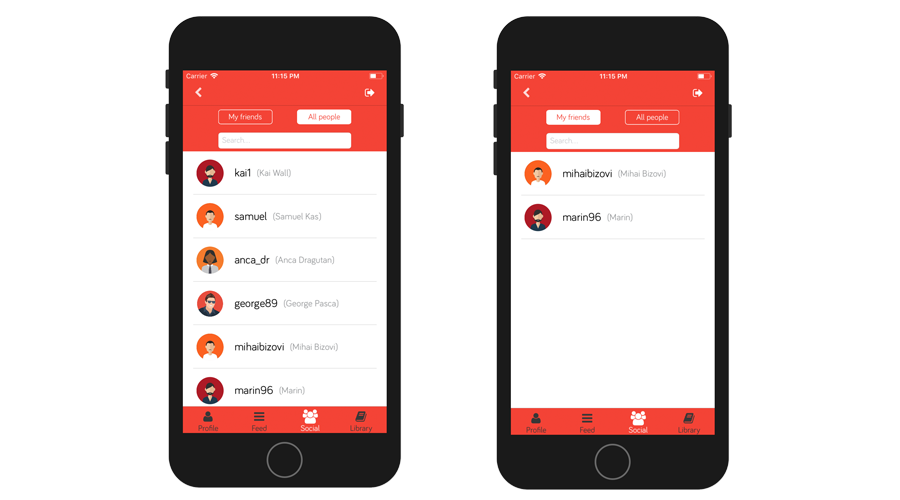 Carrier 11:15 PM
My friends All people
Search...
kai1 (Kai Wall)
samuel (Samuel Kas)
anca_dr (Anca Dragutan)
george89 (George Pasca)
mihaibizovi (Mihai Bizovi)
marin96 (Marin)
Profile Feed Social Library
Carrier 11:15 PM
My friends All people
Search...
mihaibizovi (Mihai Bizovi)
marin96 (Marin)
Profile Feed Social Library